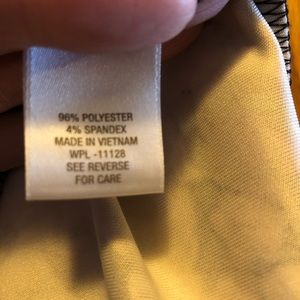 96% POLYESTER
4% SPANDEX
MADE IN VIETNAM
WPL -11128
SEE REVERSE
FOR CARE